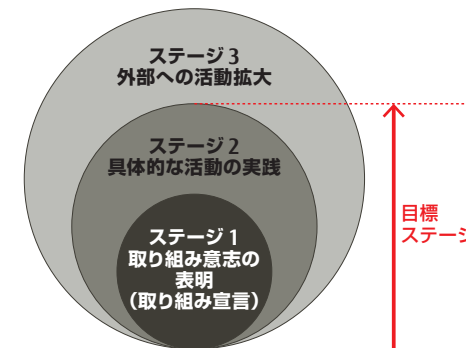 ステージ3
外部への活動拡大
ステージ2
具体的な活動の実践
ステージ1
取り組み意志の
表明
（取り組み宣言）
目標
ステージ